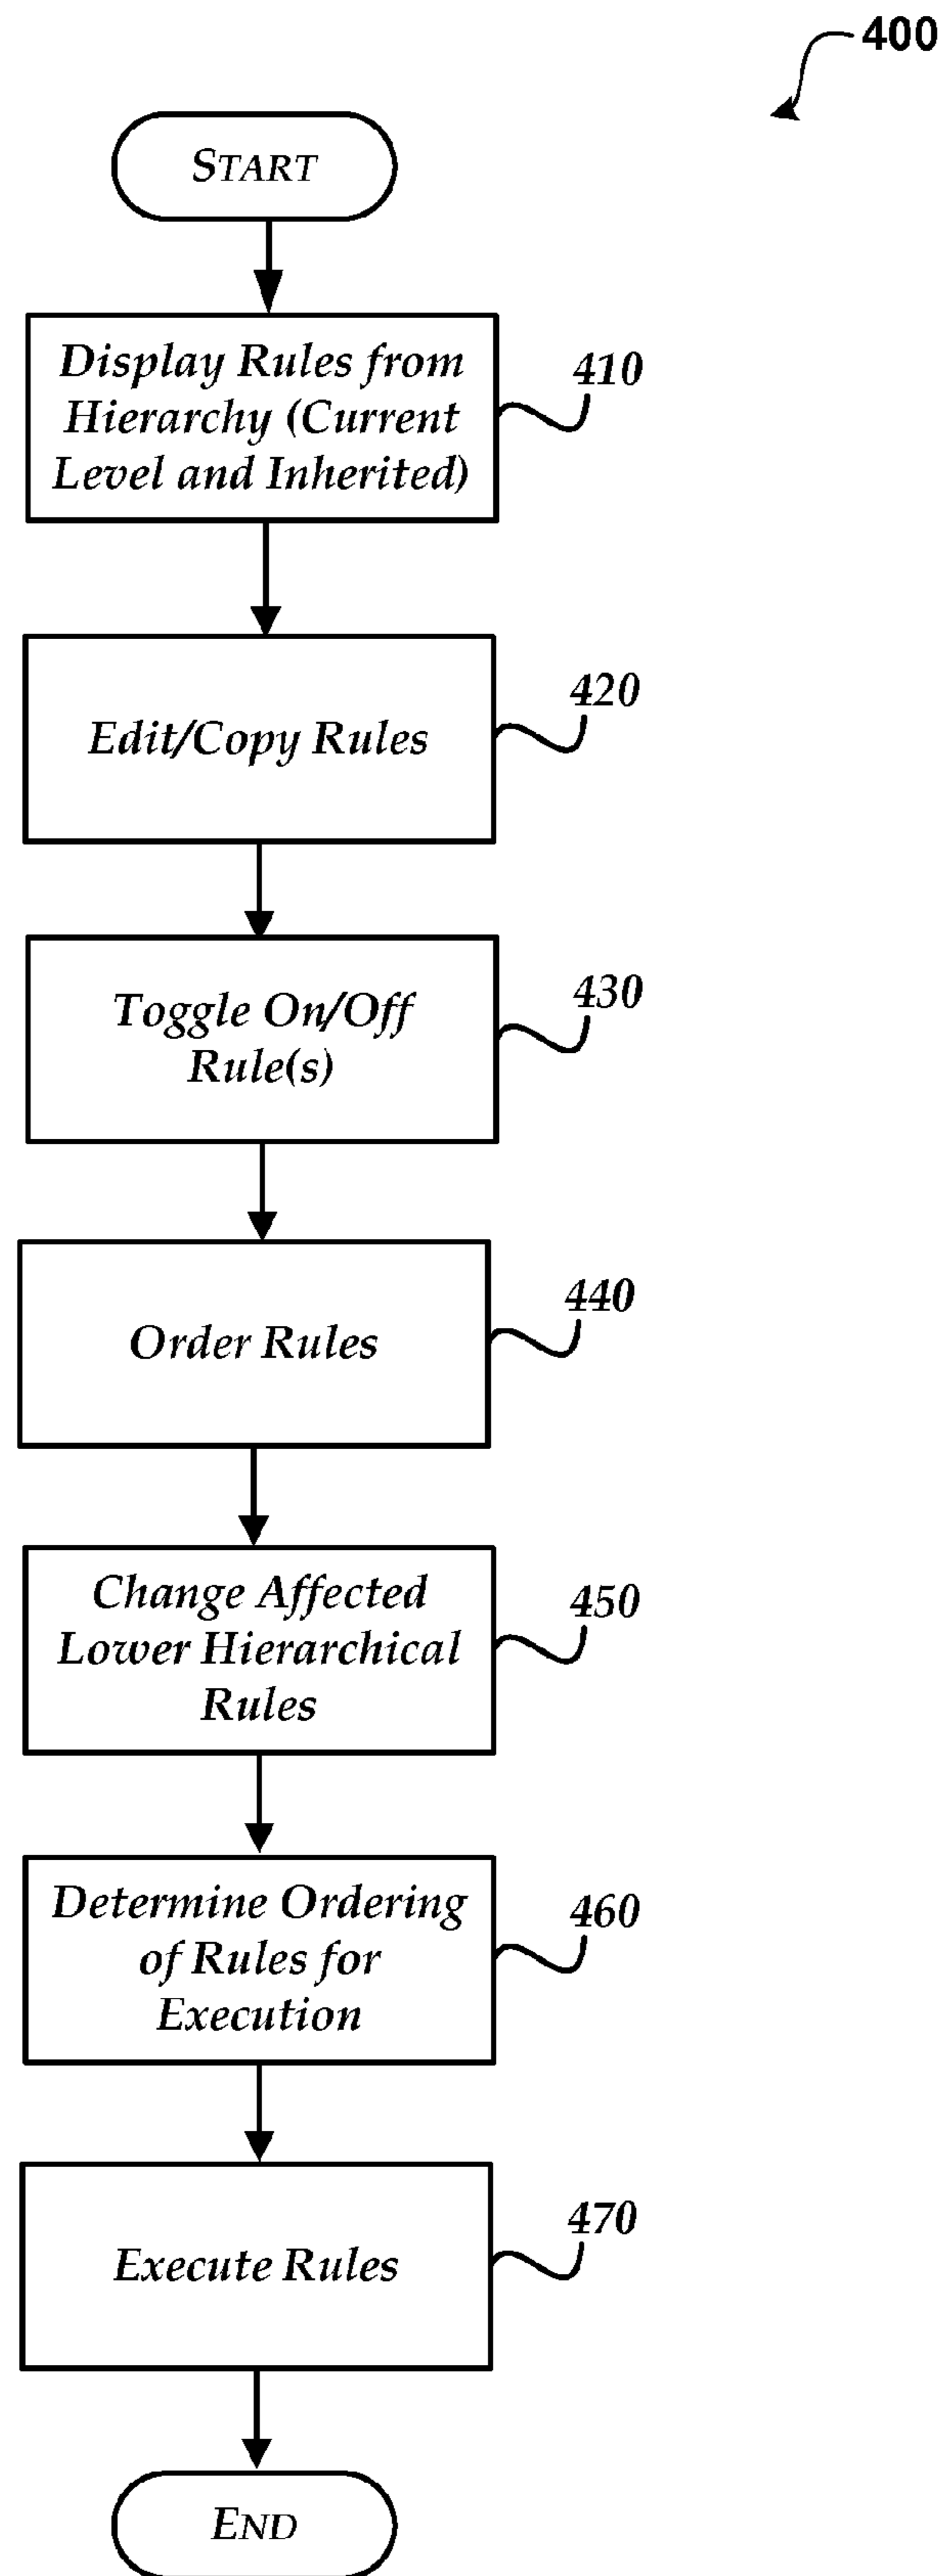 400
START
Display Rules from
Hierarchy (Current
Level and Inherited)
410
Edit/Copy Rules
420
Toggle On/Off
Rule(s)
430
Order Rules
440
Change Affected
Lower Hierarchical
Rules
450
Determine Ordering
of Rules for
Execution
460
Execute Rules
470
END